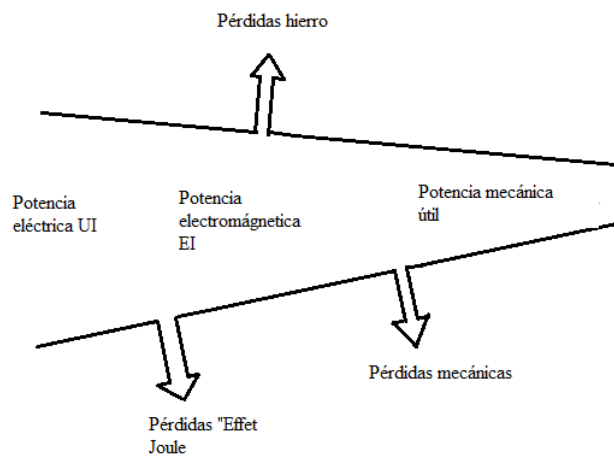 Pérdidas hierro
Potencia
eléctrica UI
Potencia
electromágnetica
EI
Potencia mecánica
útil
Pérdidas mecánicas
Pérdidas "Effet
Joule